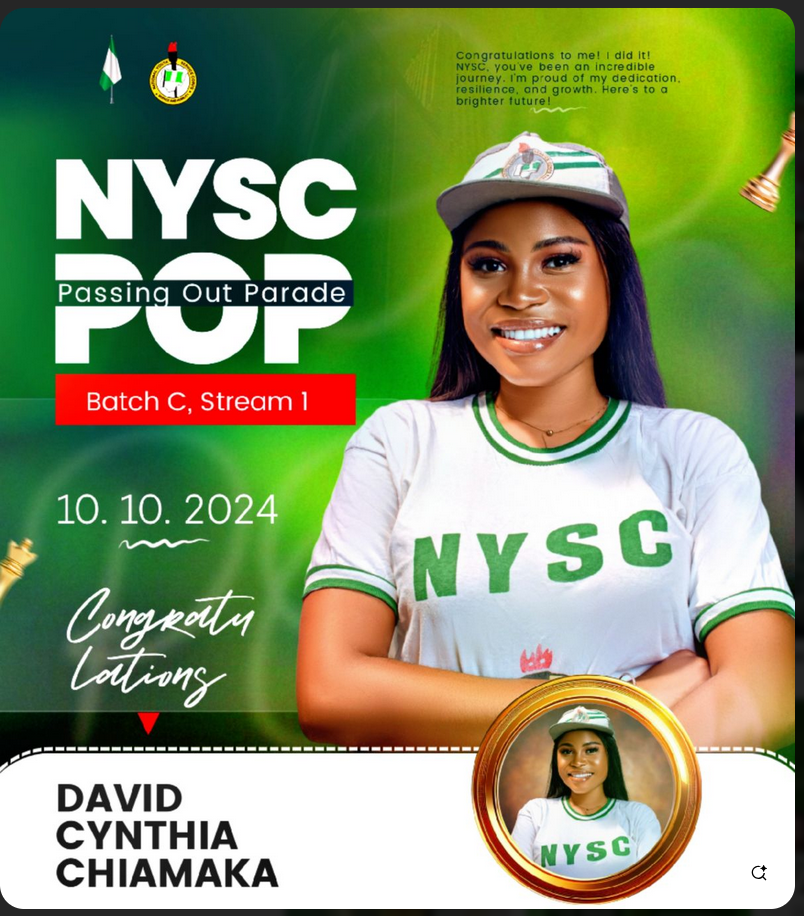 Congratulations to me! I did it!
NYSC, you've been an incredible
journey. I'm proud of my dedication,
resilience, and growth. Here's to a
brighter future!
NYSC
POP
Passing Out Parade
Batch C, Stream 1
10. 10. 2024
Congratu
lations
NYSC
DAVID
CYNTHIA
CHIAMAKA
NYSC